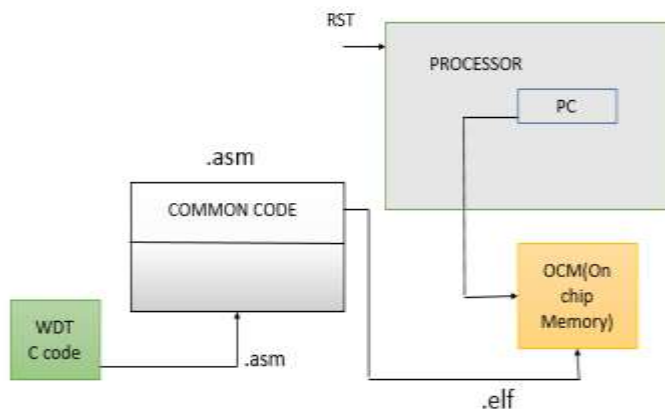 RST
PROCESSOR
PC
.asm
COMMON CODE
OCM(On
chip
Memory)
WDT
C code
.asm
.elf